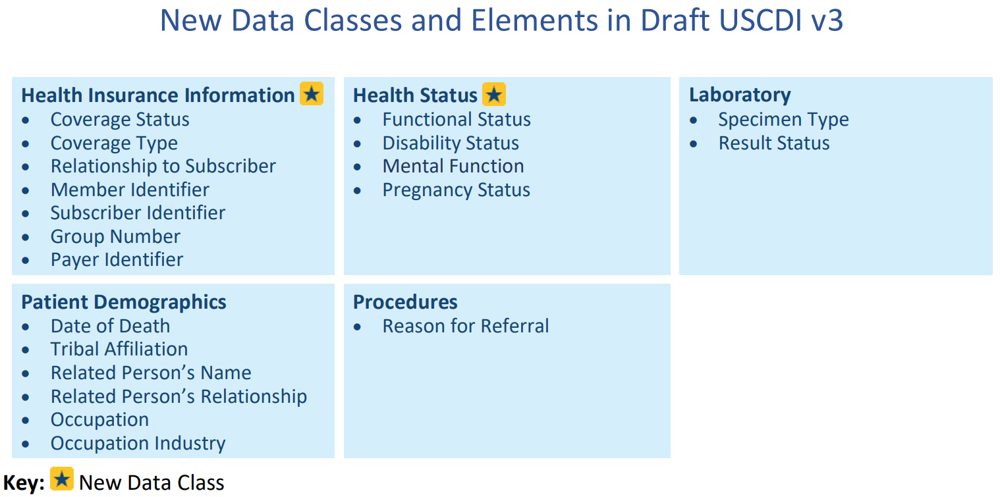 New Data Classes and Elements in Draft USCDI v3
Health Insurance Information
• Coverage Status
• Coverage Type
• Relationship to Subscriber
• Member Identifier
• Subscriber Identifier
• Group Number
• Payer Identifier
Health Status
• Functional Status
• Disability Status
• Mental Function
• Pregnancy Status
Laboratory
• Specimen Type
• Result Status
Patient Demographics
• Date of Death
• Tribal Affiliation
• Related Person’s Name
• Related Person’s Relationship
• Occupation
• Occupation Industry
Procedures
• Reason for Referral
Key: New Data Class